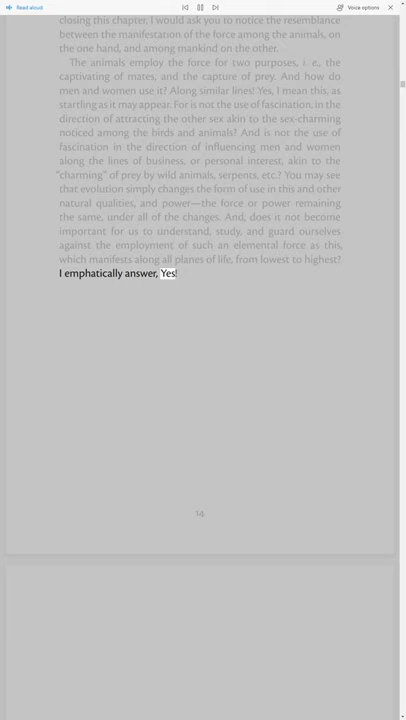 Read aloud
Voice options
closing this chapter, I would ask you to notice the resemblance
between the manifestation of the force among the animals, on
the one hand, and among mankind on the other.
The animals employ the force for two purposes, i. e., the
captivating of mates, and the capture of prey. And how do
men and women use it? Along similar lines! Yes, I mean this, as
startling as it may appear. For is not the use of fascination, in the
direction of attracting the other sex akin to the sex-charming
noticed among the birds and animals? And is not the use of
fascination in the direction of influencing men and women
along the lines of business, or personal interest, akin to the
"charming" of prey by wild animals, serpents, etc.? You may see
that evolution simply changes the form of use in this and other
natural qualities, and power—the force or power remaining
the same, under all of the changes. And, does it not become
important for us to understand, study, and guard ourselves
against the employment of such an elemental force as this,
which manifests along all planes of life, from lowest to highest?
I emphatically answer, Yes!
14